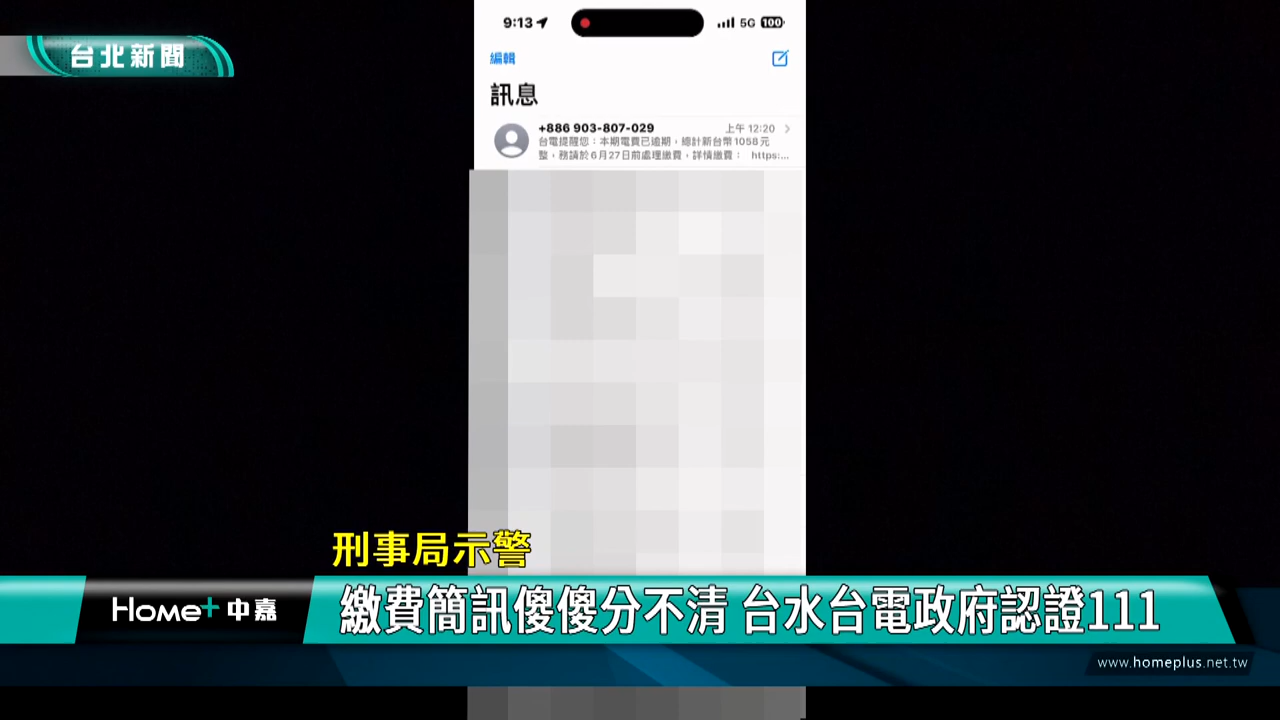 9:13
5G
100
台北新聞
編輯
訊息
+886 903-807-029
上午 12:20
台電提醒您：本期電費已逾期，總計新台幣1058元
整，務請於6月27日前處理繳費，詳情繳費： https:...
刑事局示警
Home+中嘉
繳費簡訊傻傻分不清 台水台電政府認證111
www.homeplus.net.tw